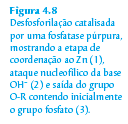 Figura 4.8
Desfosforilação catalisada
por uma fosfatase púrpura,
mostrando a etapa de
coordenação ao Zn (1),
ataque nucleofílico da base
OH⁻ (2) e saída do grupo
O-R contendo inicialmente
o grupo fosfato (3).